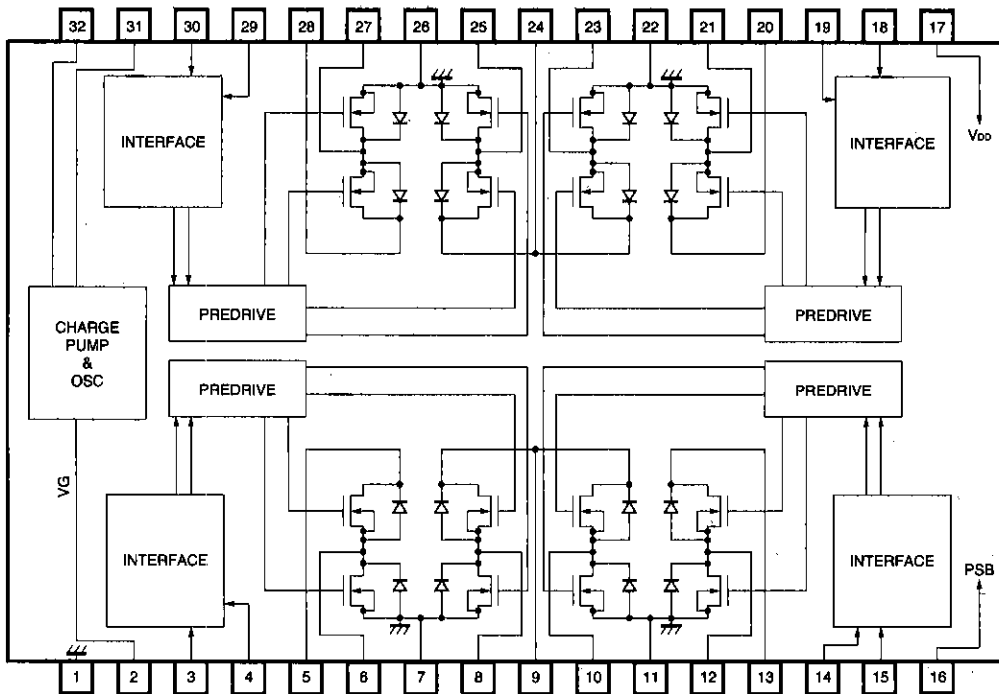 32 31 30 29 28 27 26 25 24 23 22 21 20 19 18 17
INTERFACE
INTERFACE
VDD
PREDRIVE
PREDRIVE
CHARGE
PUMP
&
OSC
PREDRIVE
PREDRIVE
VG
INTERFACE
INTERFACE
PSB
1 2 3 4 5 6 7 8 9 10 11 12 13 14 15 16